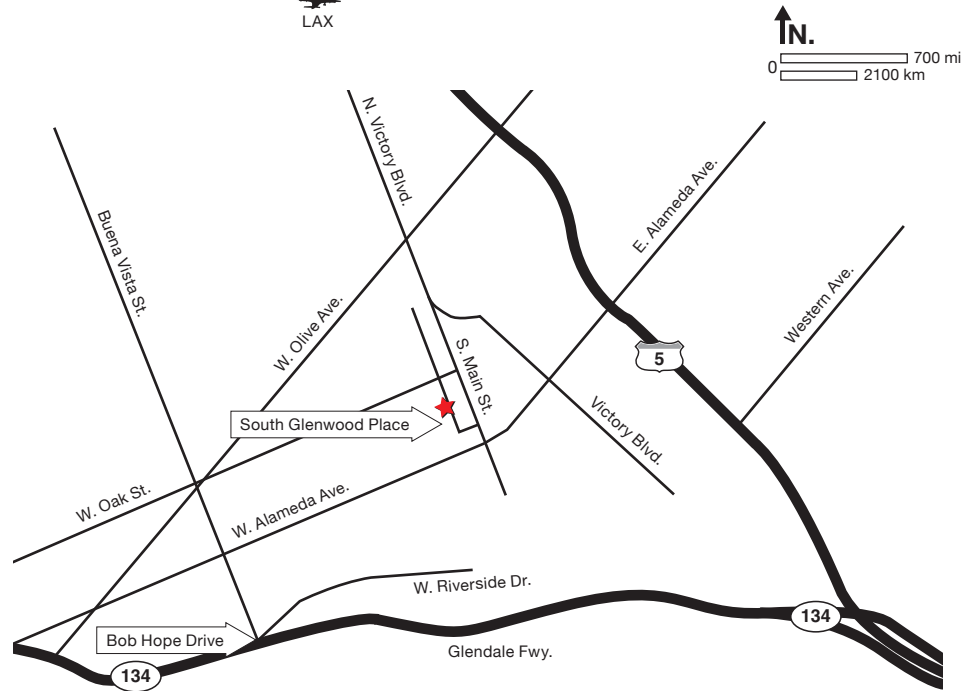 LAX
N.
0
700 mi
2100 km
N. Victory Blvd.
Buena Vista St.
W. Olive Ave.
E. Alameda Ave.
Western Ave.
S. Main St.
5
South Glenwood Place
Victory Blvd.
W. Oak St.
W. Alameda Ave.
W. Riverside Dr.
134
Bob Hope Drive
Glendale Fwy.
134